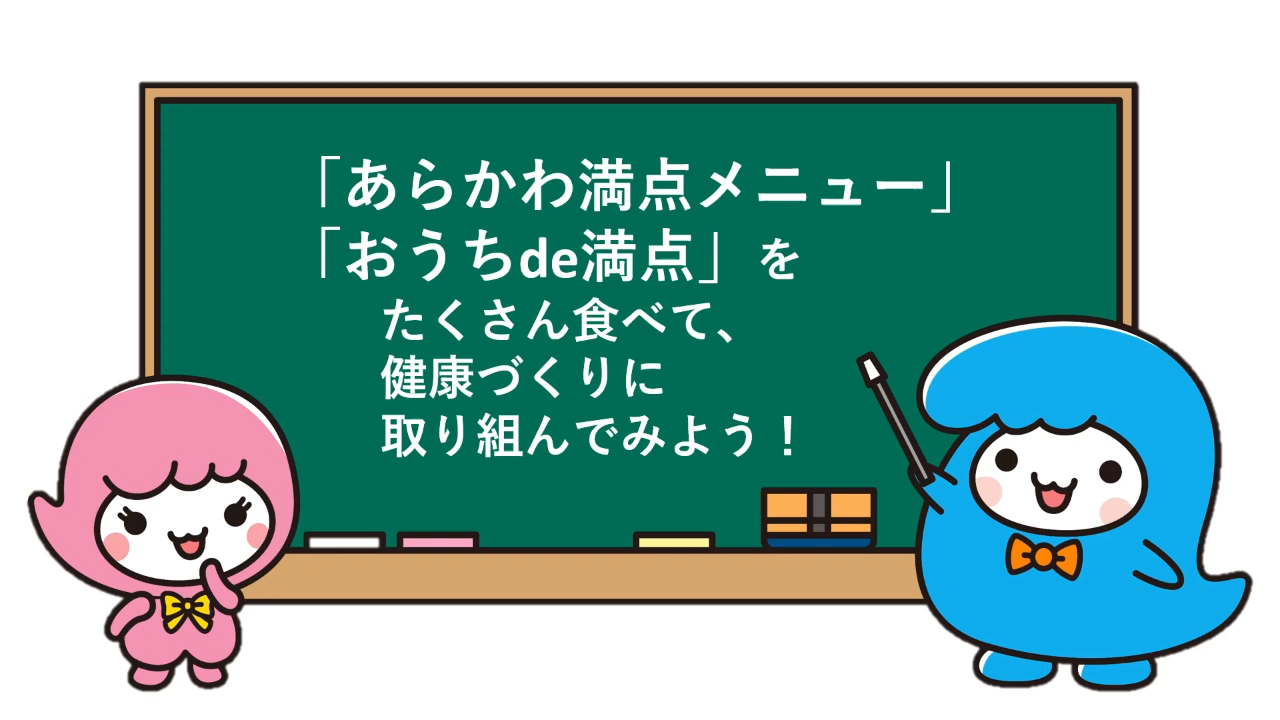 「あらかわ満点メニュー」
「おうちde満点」を
たくさん食べて、
健康づくりに
取り組んでみよう！